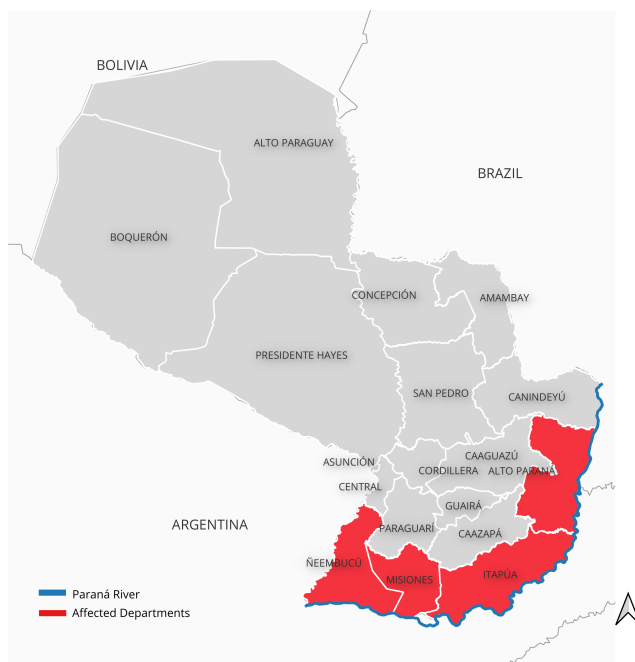 BOLIVIA
ALTO PARAGUAY
BRAZIL
BOQUERÓN
CONCEPCIÓN
AMAMBAY
PRESIDENTE HAYES
SAN PEDRO
CANINDEYÚ
ASUNCIÓN
CAAGUAZÚ
CORDILLERA
ALTO PARANÁ
CENTRAL
GUAIRÁ
ARGENTINA
PARAGUARÍ
CAAZAPÁ
ÑEEMBUCÚ
MISIONES
ITAPÚA
Paraná River
Affected Departments